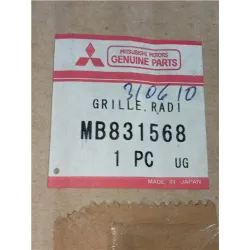 MITSUBISHI MOTORS
GENUINE PARTS
310610
GRILLE, RADI
MB831568
1 PC UG
MADE IN JAPAN